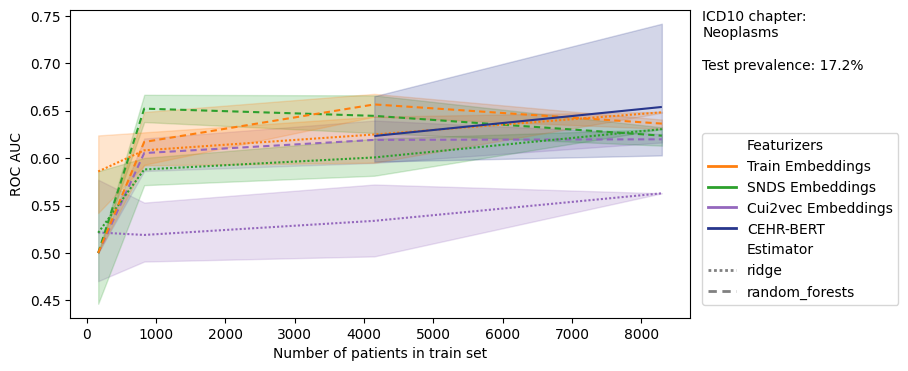 0.75
0.70
0.65
0.60
0.55
0.50
0.45
ROC AUC
0 1000 2000 3000 4000 5000 6000 7000 8000
Number of patients in train set
ICD10 chapter:
Neoplasms
Test prevalence: 17.2%
Featurizers
Train Embeddings
SNDS Embeddings
Cui2vec Embeddings
CEHR-BERT
Estimator
ridge
random_forests